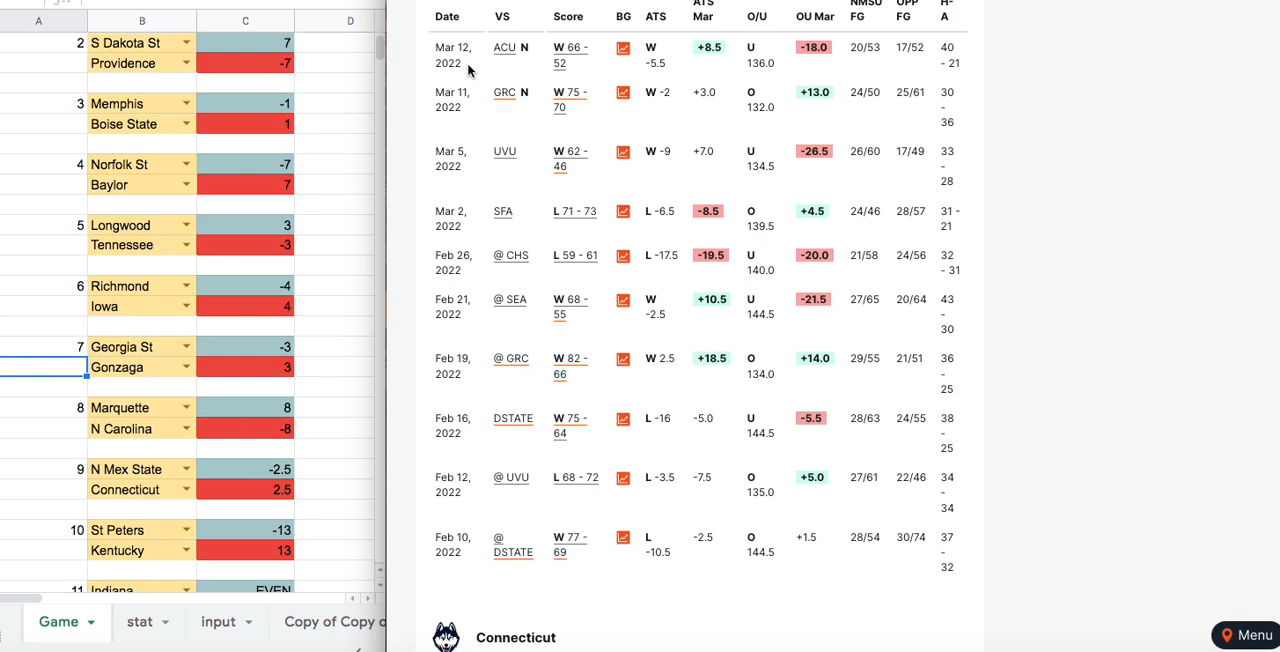 A B C D
2 S Dakota St 7
Providence -7
3 Memphis -1
Boise State 1
4 Norfolk St -7
Baylor 7
5 Longwood 3
Tennessee -3
6 Richmond -4
Iowa 4
7 Georgia St -3
Gonzaga 3
8 Marquette 8
N Carolina -8
9 N Mex State -2.5
Connecticut 2.5
10 St Peters -13
Kentucky 13
11 Indiana EVEN
Game stat input Copy of Copy o
ATS NMSU OPP H-
Date VS Score BG ATS Mar O/U OU Mar FG FG A
Mar 12, ACU N W 66 - W +8.5 U -18.0 20/53 17/52 40
2022 52 -5.5 136.0 - 21
Mar 11, GRC N W 75 - W -2 +3.0 O +13.0 24/50 25/61 30
2022 70 132.0 -
36
Mar 5, UVU W 62 - W -9 +7.0 U -26.5 26/60 17/49 33
2022 46 134.5 -
28
Mar 2, SFA L 71 - 73 L -6.5 -8.5 O +4.5 24/46 28/57 31 -
2022 139.5 21
Feb 26, @ CHS L 59 - 61 L -17.5 -19.5 U -20.0 21/58 24/56 32
2022 140.0 - 31
Feb 21, @ SEA W 68 - W +10.5 U -21.5 27/65 20/64 43
2022 55 -2.5 144.5 -
30
Feb 19, @ GRC W 82 - W 2.5 +18.5 O +14.0 29/55 21/51 36
2022 66 134.0 -
25
Feb 16, DSTATE W 75 - L -16 -5.0 U -5.5 28/63 24/55 38
2022 64 144.5 -
25
Feb 12, @ UVU L 68 - 72 L -3.5 -7.5 O +5.0 27/61 22/46 34
2022 135.0 -
34
Feb 10, @ W 77 - L -2.5 O +1.5 28/54 30/74 37
2022 DSTATE 69 -10.5 144.5 -
32
Connecticut
Menu